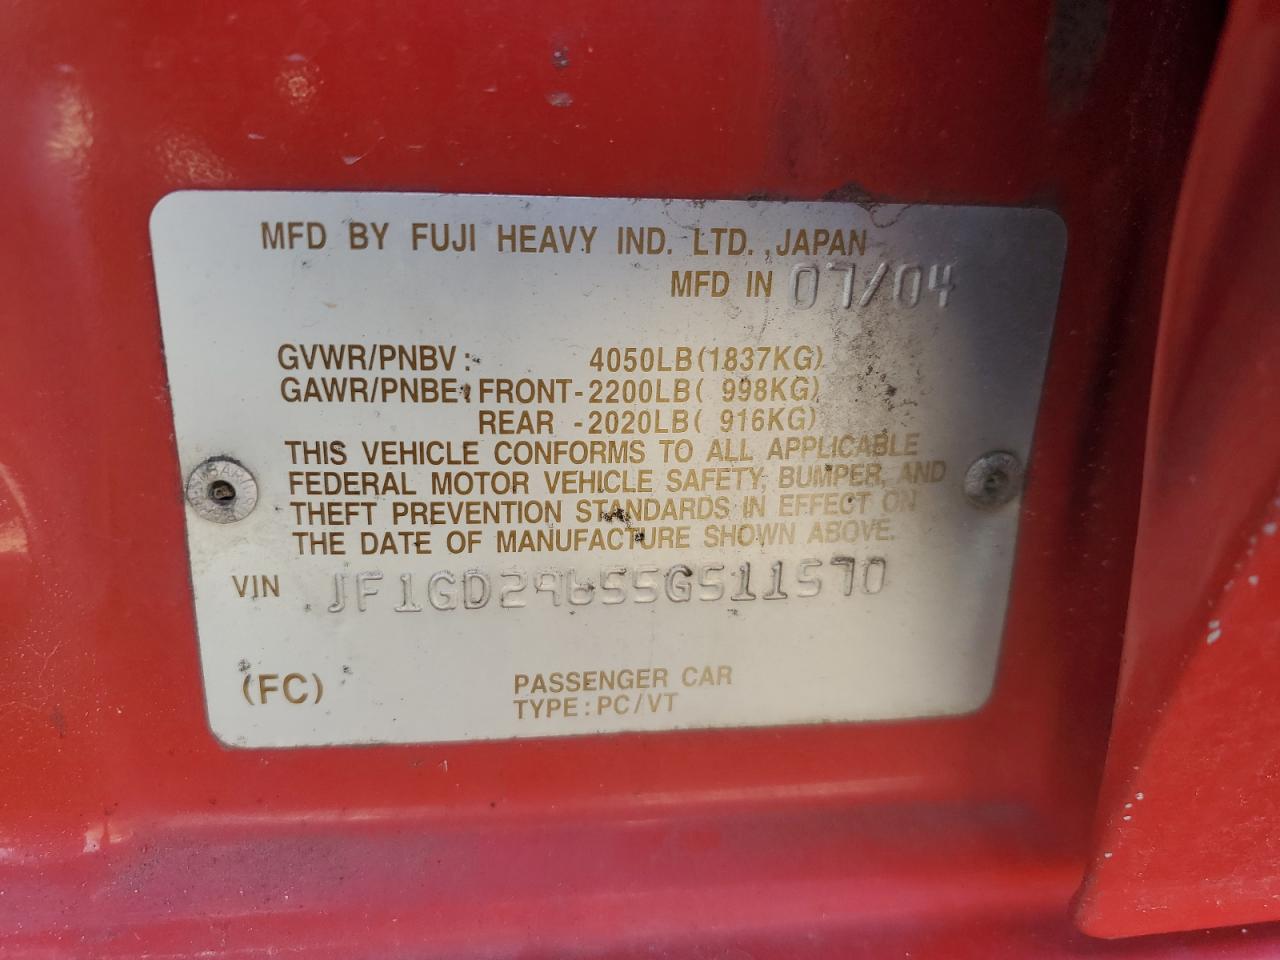 MFD BY FUJI HEAVY IND. LTD., JAPAN
MFD IN 07/04
GVWR/PNBV: 4050LB(1837KG)
GAWR/PNBE: FRONT-2200LB( 998KG)
REAR -2020LB( 916KG)
THIS VEHICLE CONFORMS TO ALL APPLICABLE
FEDERAL MOTOR VEHICLE SAFETY, BUMPER, AND
THEFT PREVENTION STANDARDS IN EFFECT ON
THE DATE OF MANUFACTURE SHOWN ABOVE.
VIN JF1GD29655G511570
(FC) PASSENGER CAR
TYPE: PC/VT